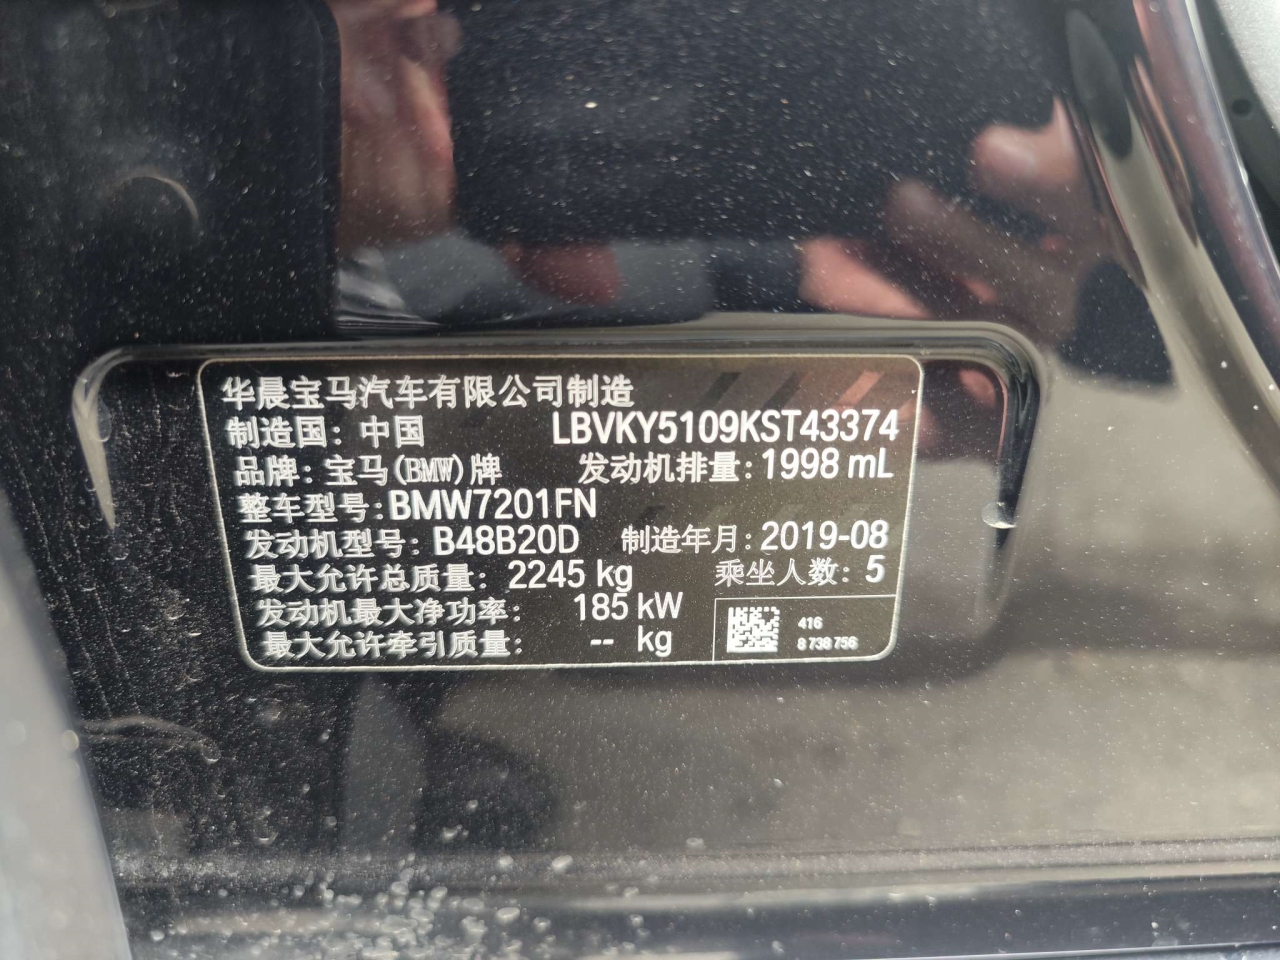 华晨宝马汽车有限公司制造
制造国：中国 LBVKY5109KST43374
品牌：宝马(BMW)牌 发动机排量：1998 mL
整车型号：BMW7201FN
发动机型号：B48B20D 制造年月：2019-08
最大允许总质量：2245 kg 乘坐人数：5
发动机最大净功率：185 kW
最大允许牵引质量：-- kg
416
8 738 756